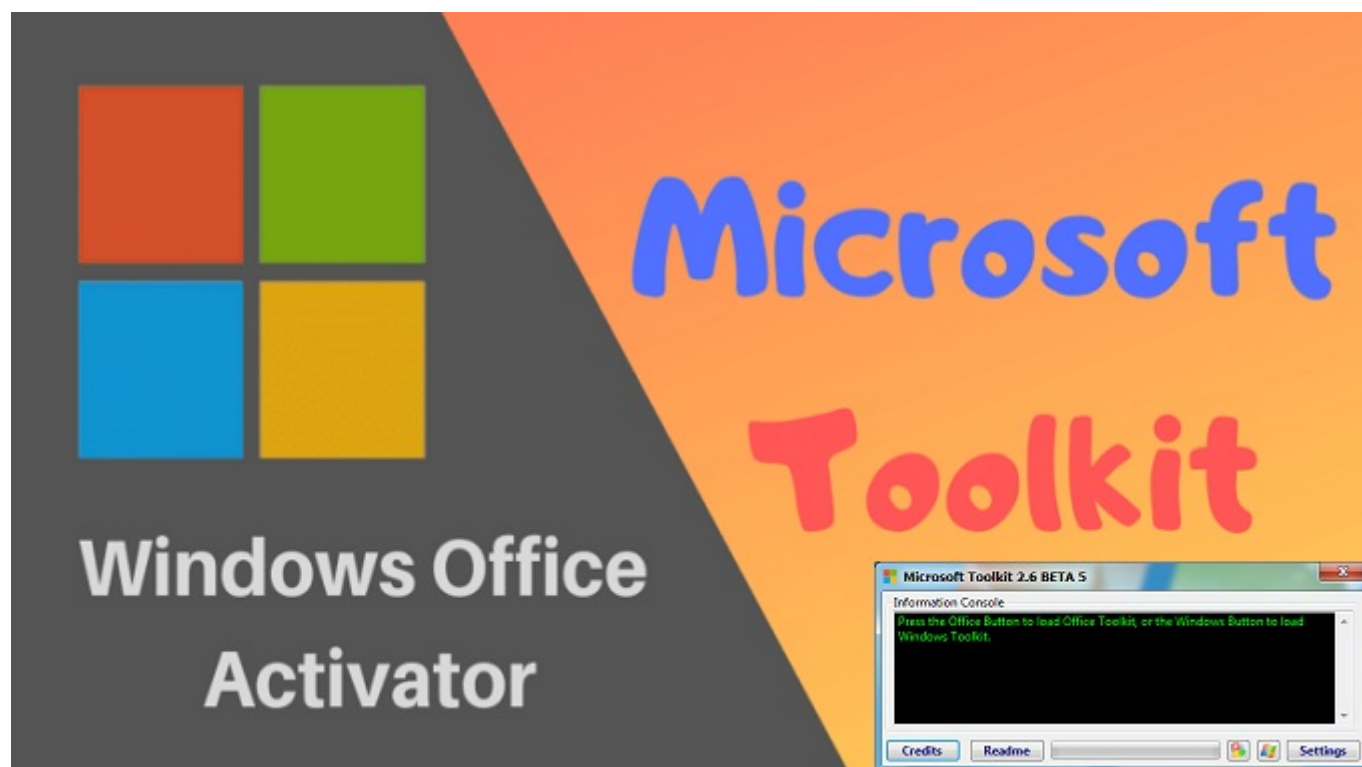 Windows Office
Activator
Microsoft
Toolkit
Microsoft Toolkit 2.6 BETA 5
Information Console
Press the Office Button to load Office Toolkit, or the Windows Button to load
Windows Toolkit.
Credits
Readme
Settings